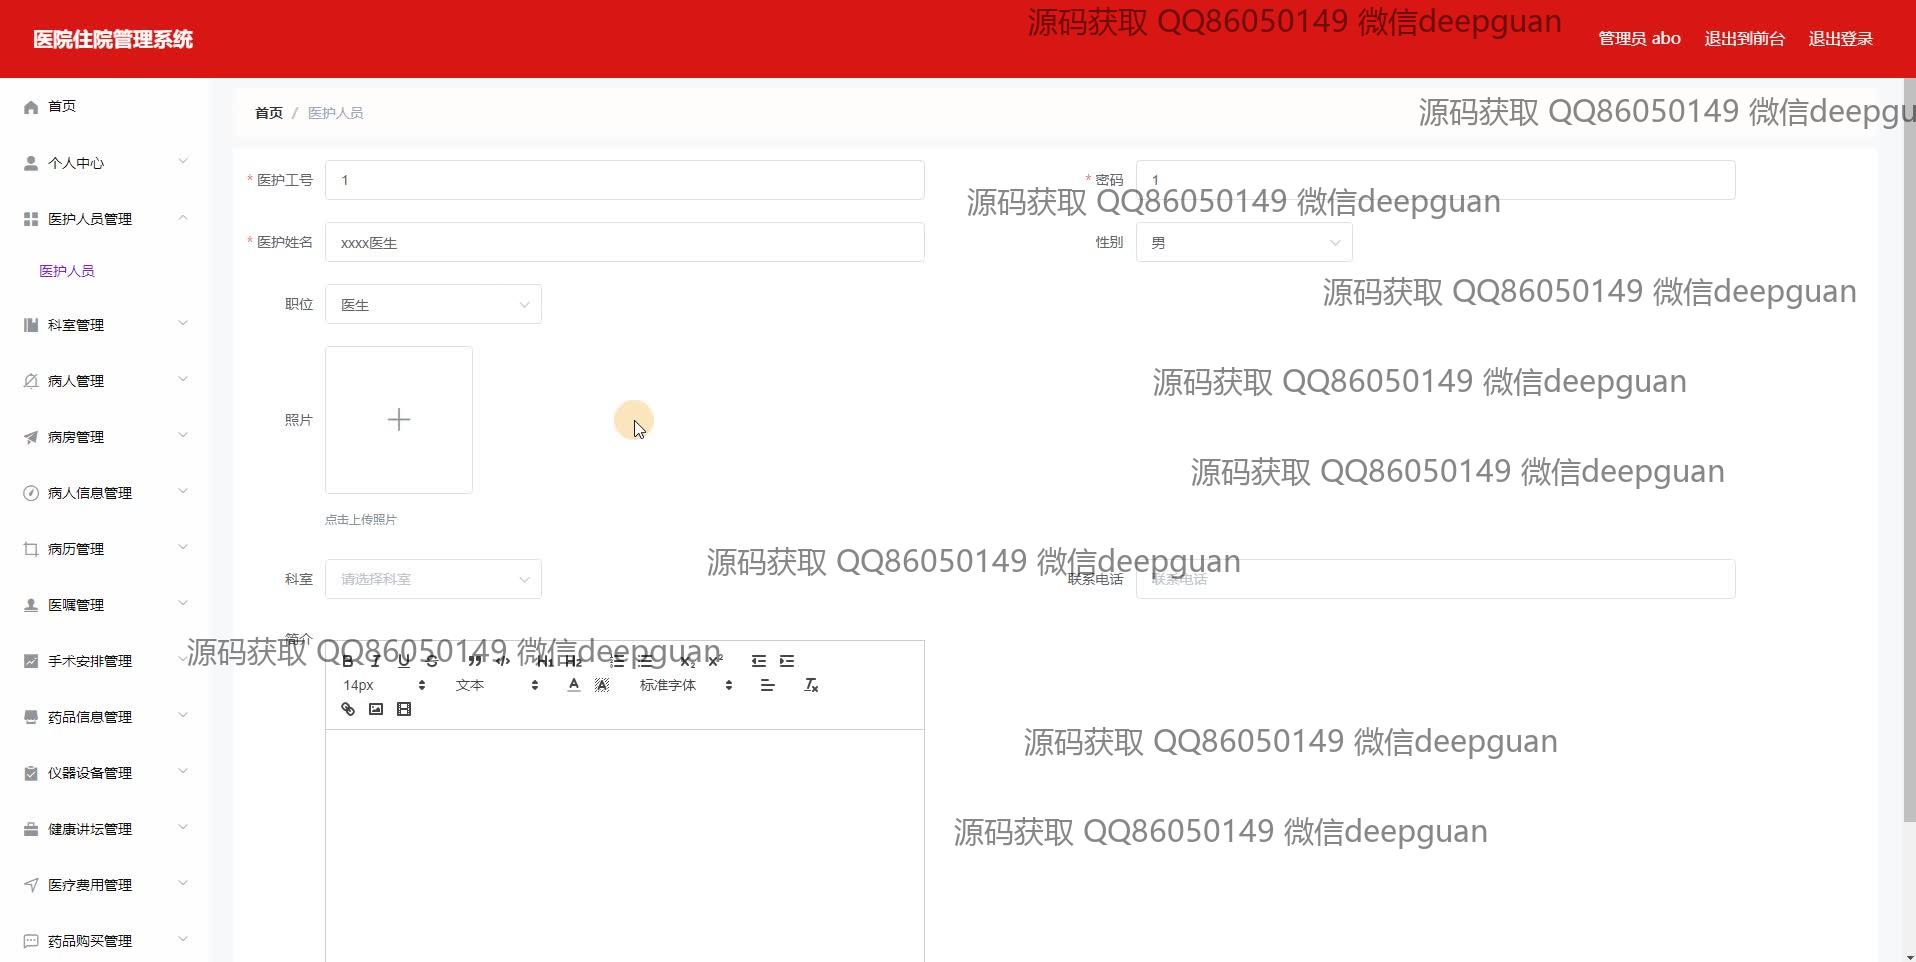 医院住院管理系统
源码获取 QQ86050149 微信deepguan
管理员 abo 退出到前台 退出登录
首页
个人中心
医护人员管理
医护人员
科室管理
病人管理
病房管理
病人信息管理
病历管理
医嘱管理
手术安排管理
药品信息管理
仪器设备管理
健康讲坛管理
医疗费用管理
药品购买管理
首页 / 医护人员
源码获取 QQ86050149 微信deepgu
* 医护工号 1
* 密码 1
源码获取 QQ86050149 微信deepguan
* 医护姓名 xxxx医生
性别 男
源码获取 QQ86050149 微信deepguan
职位 医生
源码获取 QQ86050149 微信deepguan
照片
源码获取 QQ86050149 微信deepguan
点击上传照片
源码获取 QQ86050149 微信deepguan
科室 请选择科室
联系电话 联系电话
简介
源码获取 QQ86050149 微信deepguan
B I U S H1 H2 X2 X2
14px 文本 A A 标准字体
源码获取 QQ86050149 微信deepguan
源码获取 QQ86050149 微信deepguan